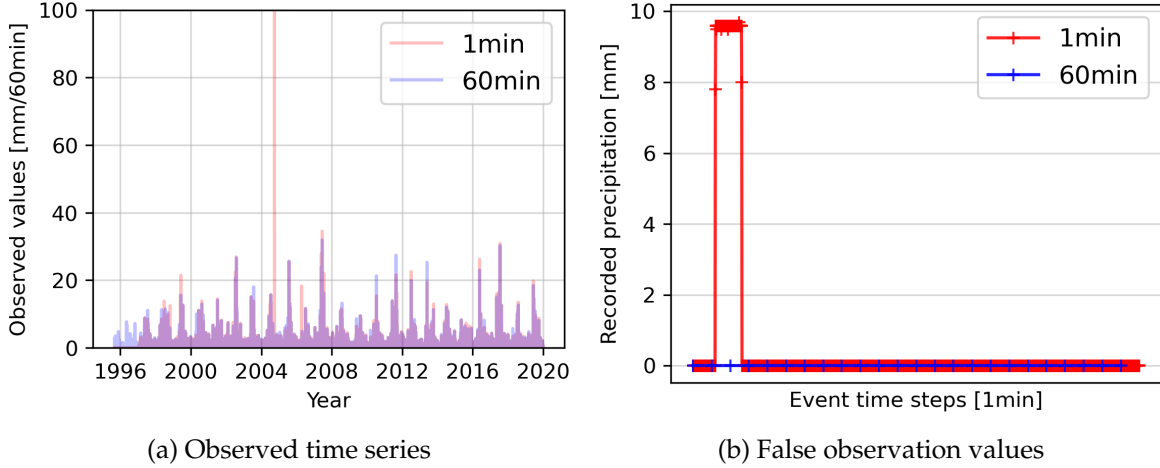 Observed values [mm/60min]
100
80
60
40
20
0
1min
60min
1996 2000 2004 2008 2012 2016 2020
Year
(a) Observed time series
Recorded precipitation [mm]
10
8
6
4
2
0
1min
60min
Event time steps [1min]
(b) False observation values